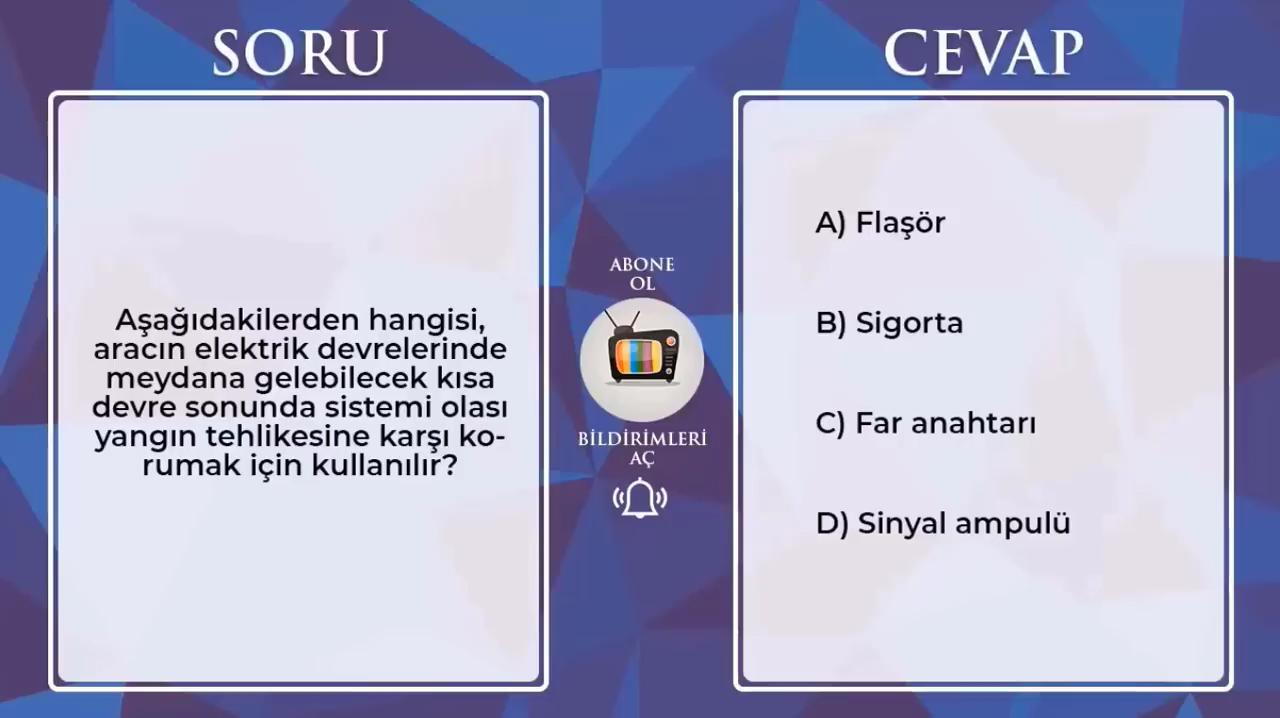 SORU
Aşağıdakilerden hangisi,
aracın elektrik devrelerinde
meydana gelebilecek kısa
devre sonunda sistemi olası
yangın tehlikesine karşı ko-
rumak için kullanılır?
ABONE
OL
BİLDİRİMLERİ
AÇ
CEVAP
A) Flaşör
B) Sigorta
C) Far anahtarı
D) Sinyal ampulü